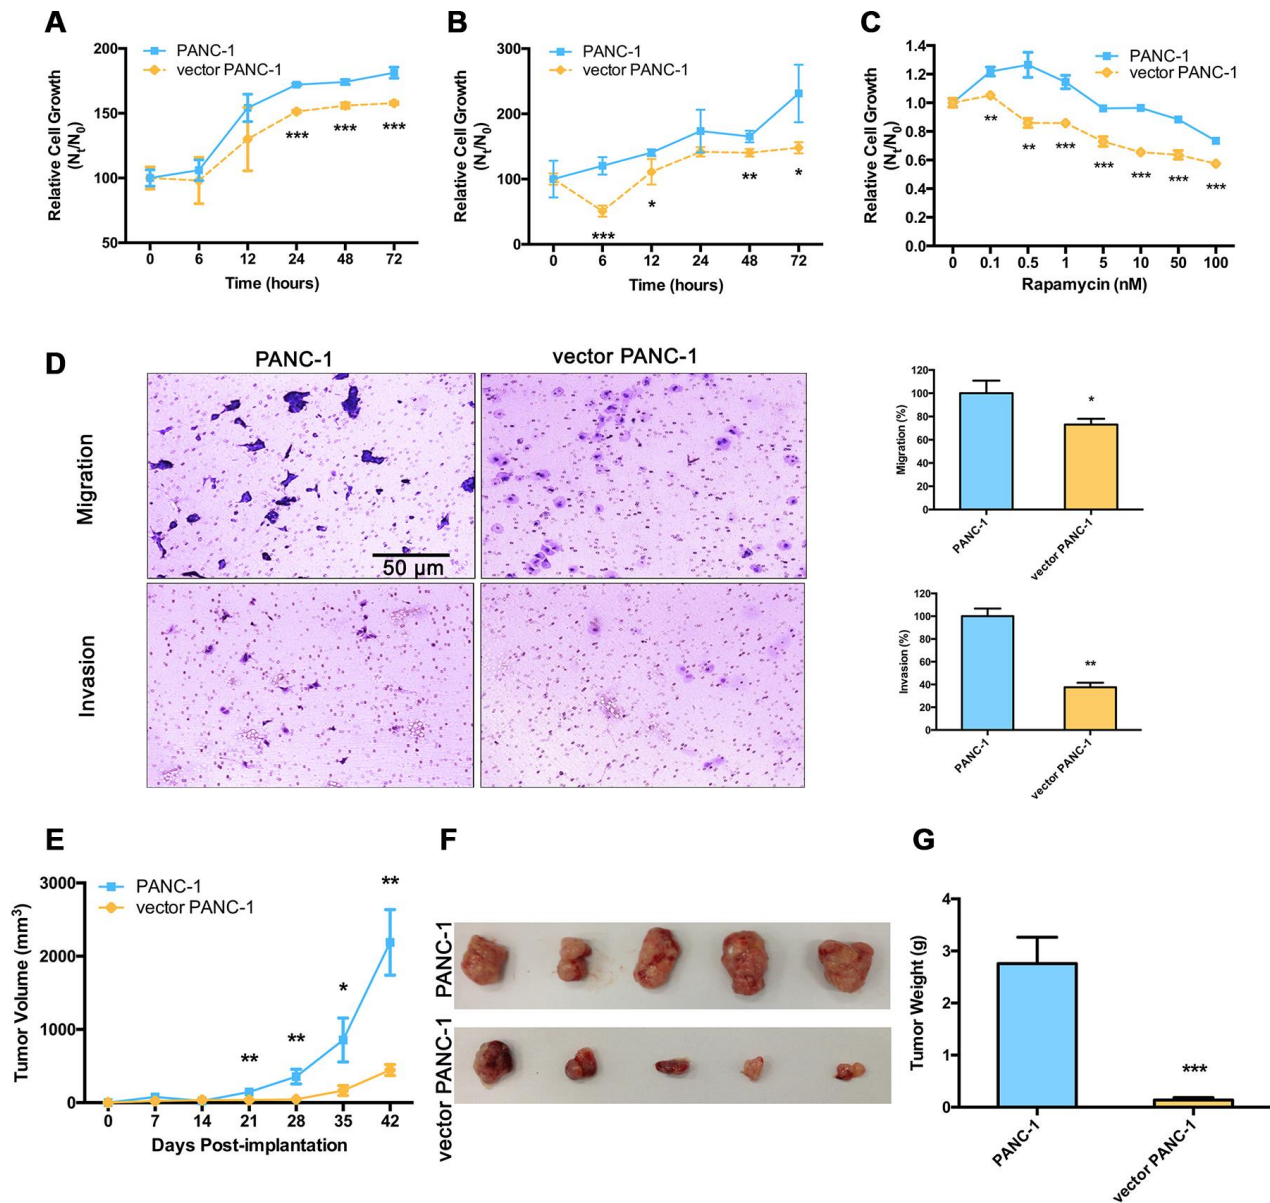 A
PANC-1
vector PANC-1
Relative Cell Growth
(Nt/N0)
200
150
100
50
*** *** ***
0 6 12 24 48 72
Time (hours)
B
PANC-1
vector PANC-1
Relative Cell Growth
(Nt/N0)
300
200
100
0
*** * ** *
0 6 12 24 48 72
Time (hours)
C
PANC-1
vector PANC-1
Relative Cell Growth
(Nt/N0)
1.4
1.2
1.0
0.8
0.6
0.4
0.2
0.0
** ** *** *** *** *** ***
0 0.1 0.5 1 5 10 50 100
Rapamycin (nM)
D
PANC-1
vector PANC-1
Migration
50 µm
Invasion
Migration (%)
120
100
80
60
40
20
0
*
PANC-1
vector PANC-1
Invasion (%)
120
100
80
60
40
20
0
**
PANC-1
vector PANC-1
E
PANC-1
vector PANC-1
Tumor Volume (mm3)
3000
2000
1000
0
** ** * **
0 7 14 21 28 35 42
Days Post-implantation
F
PANC-1
vector PANC-1
G
Tumor Weight (g)
4
3
2
1
0
***
PANC-1
vector PANC-1